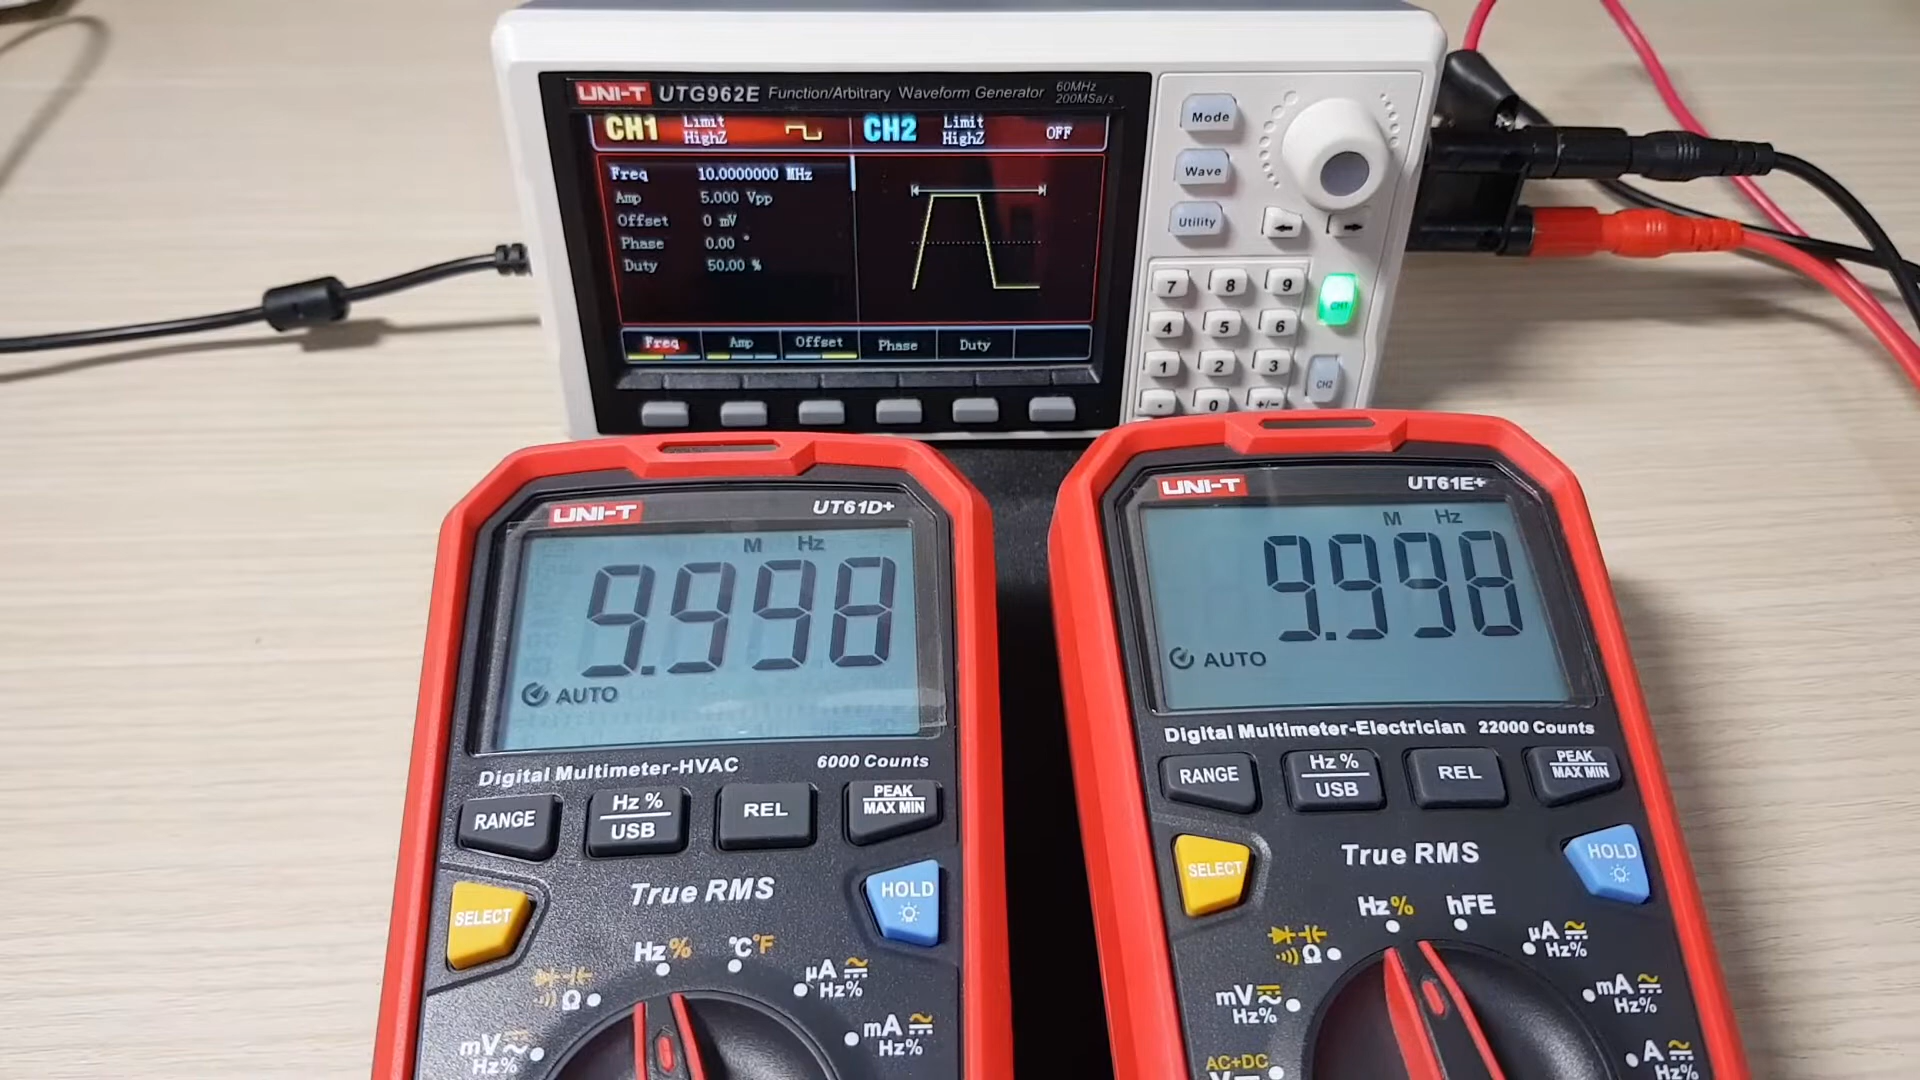 UNI-T UTG962E Function/Arbitrary Waveform Generator 60MHz 200MSa/s
CH1 Limit HighZ CH2 Limit HighZ OFF
Freq 10.0000000 MHz
Amp 5.000 Vpp
Offset 0 mV
Phase 0.00 °
Duty 50.00 %
Freq Amp Offset Phase Duty
Mode
Wave
Utility
7 8 9
CH1
4 5 6
1 2 3
CH2
. 0 +/-
UNI-T UT61D+
M Hz
9.998
AUTO
Digital Multimeter-HVAC 6000 Counts
RANGE Hz % USB REL PEAK MAX MIN
SELECT True RMS HOLD
Hz% °C°F
Ω
µA Hz%
mV Hz%
mA Hz%
UNI-T UT61E+
M Hz
9.998
AUTO
Digital Multimeter-Electrician 22000 Counts
RANGE Hz % USB REL PEAK MAX MIN
SELECT True RMS HOLD
Hz% hFE
Ω
µA Hz%
mV Hz%
mA Hz%
AC+DC
V
A Hz%